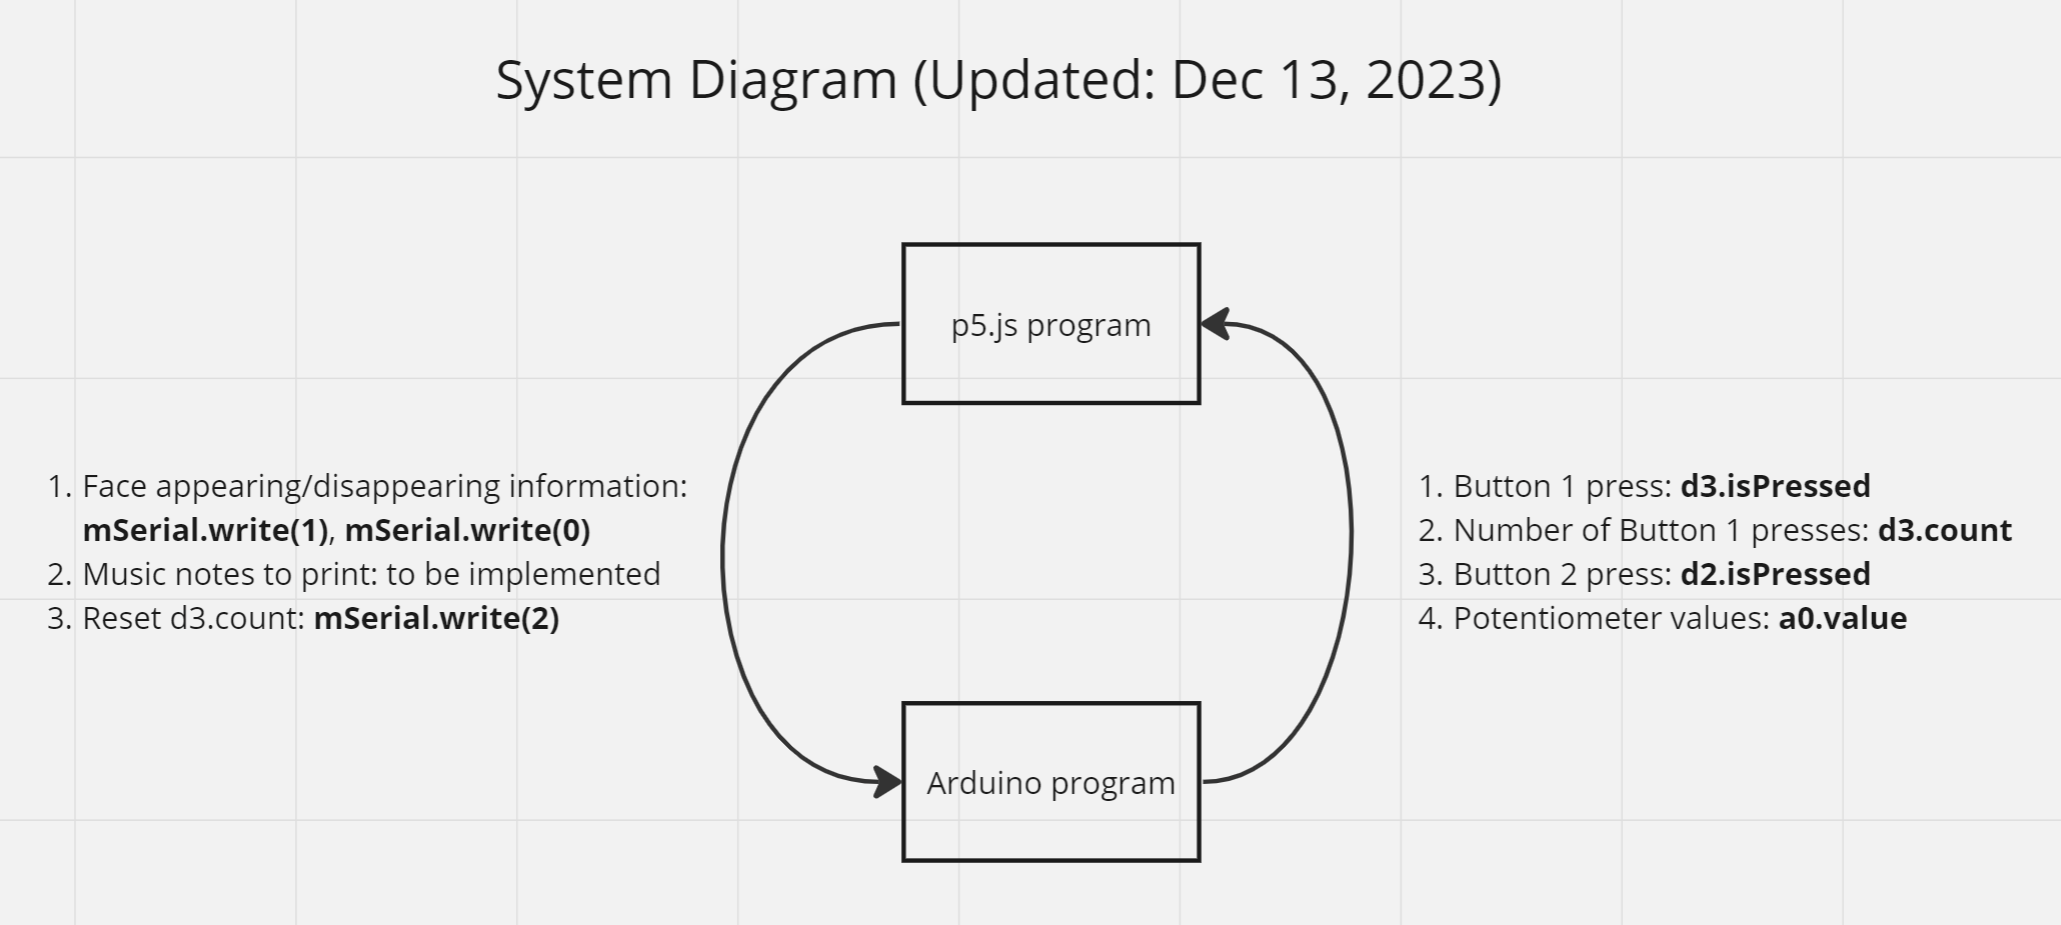 System Diagram (Updated: Dec 13, 2023)
p5.js program
1. Face appearing/disappearing information:
mSerial.write(1), mSerial.write(0)
2. Music notes to print: to be implemented
3. Reset d3.count: mSerial.write(2)
1. Button 1 press: d3.isPressed
2. Number of Button 1 presses: d3.count
3. Button 2 press: d2.isPressed
4. Potentiometer values: a0.value
Arduino program